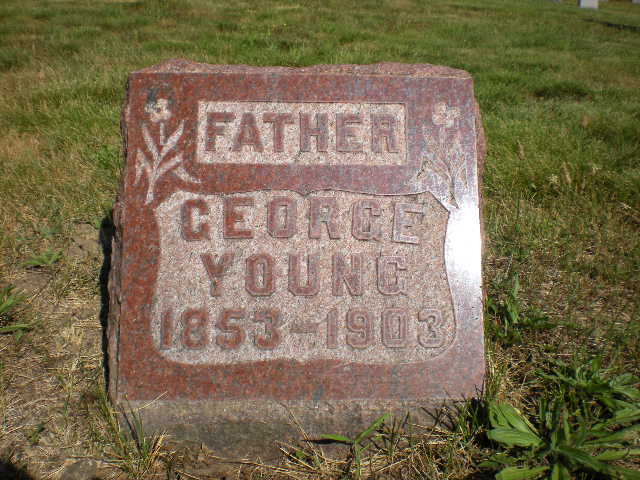 FATHER
GEORGE
YOUNG
1853-1903